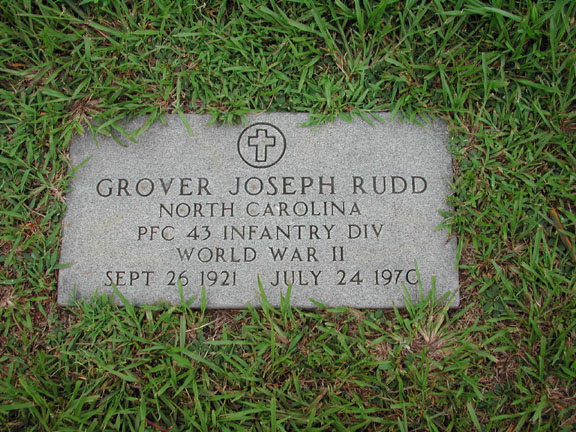 GROVER JOSEPH RUDD
NORTH CAROLINA
PFC 43 INFANTRY DIV
WORLD WAR II
SEPT 26 1921 JULY 24 1970